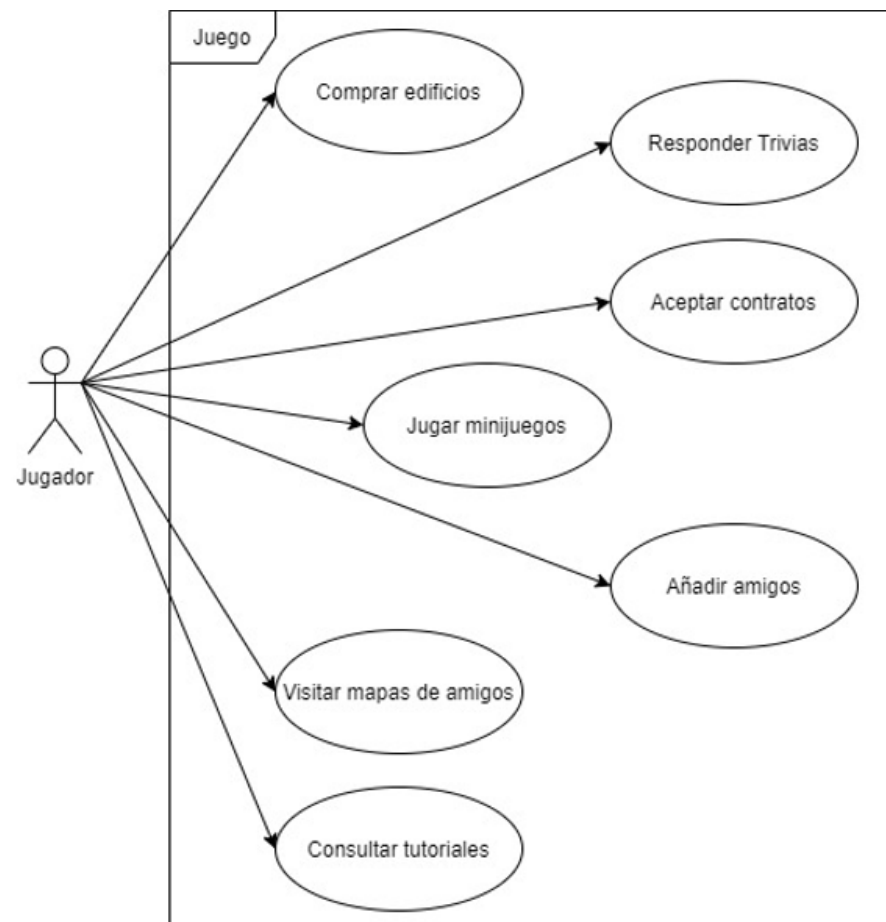 Juego
Comprar edificios
Responder Trivias
Aceptar contratos
Jugar minijuegos
Jugador
Añadir amigos
Visitar mapas de amigos
Consultar tutoriales